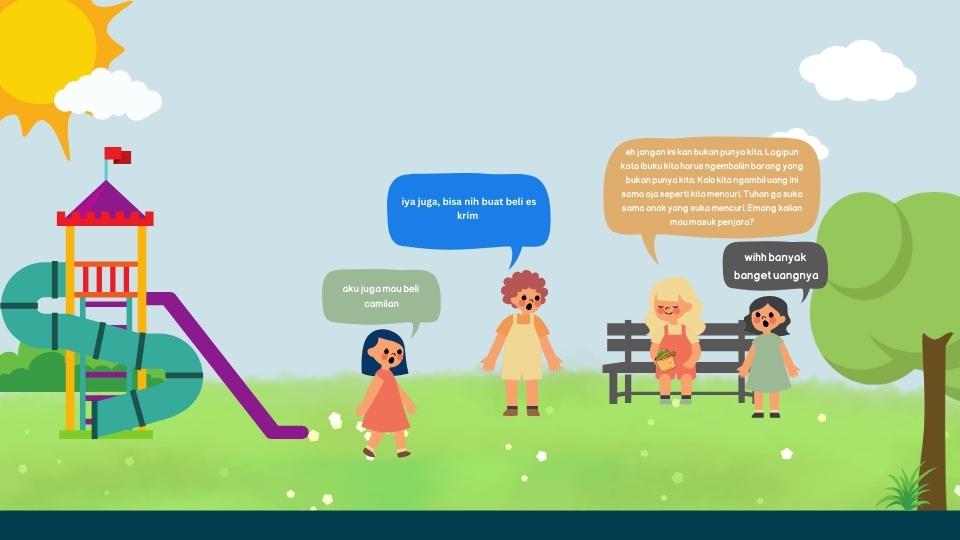 eh jangan ini kan bukan punya kita. Lagipun
kata ibuku kita harus ngembaliin barang yang
bukan punya kita. Kalo kita ngambil uang ini
sama aja seperti kita mencuri. Tuhan ga suka
sama anak yang suka mencuri. Emang kalian
mau masuk penjara?
iya juga, bisa nih buat beli es
krim
wihh banyak
banget uangnya
aku juga mau beli
camilan